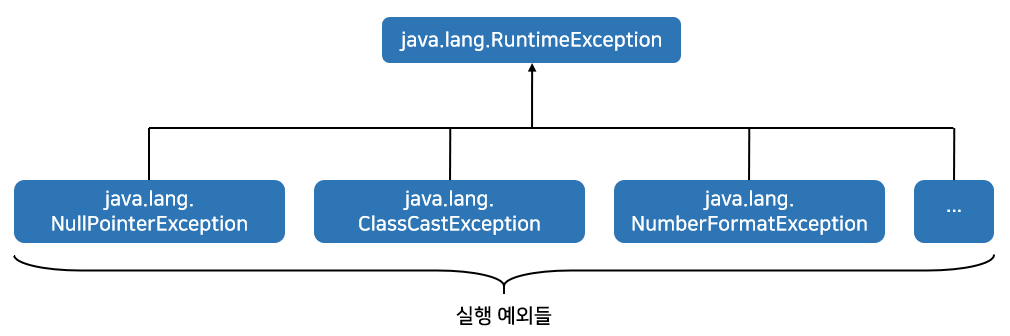 java.lang.RuntimeException
java.lang.
NullPointerException
java.lang.
ClassCastException
java.lang.
NumberFormatException
...
실행 예외들